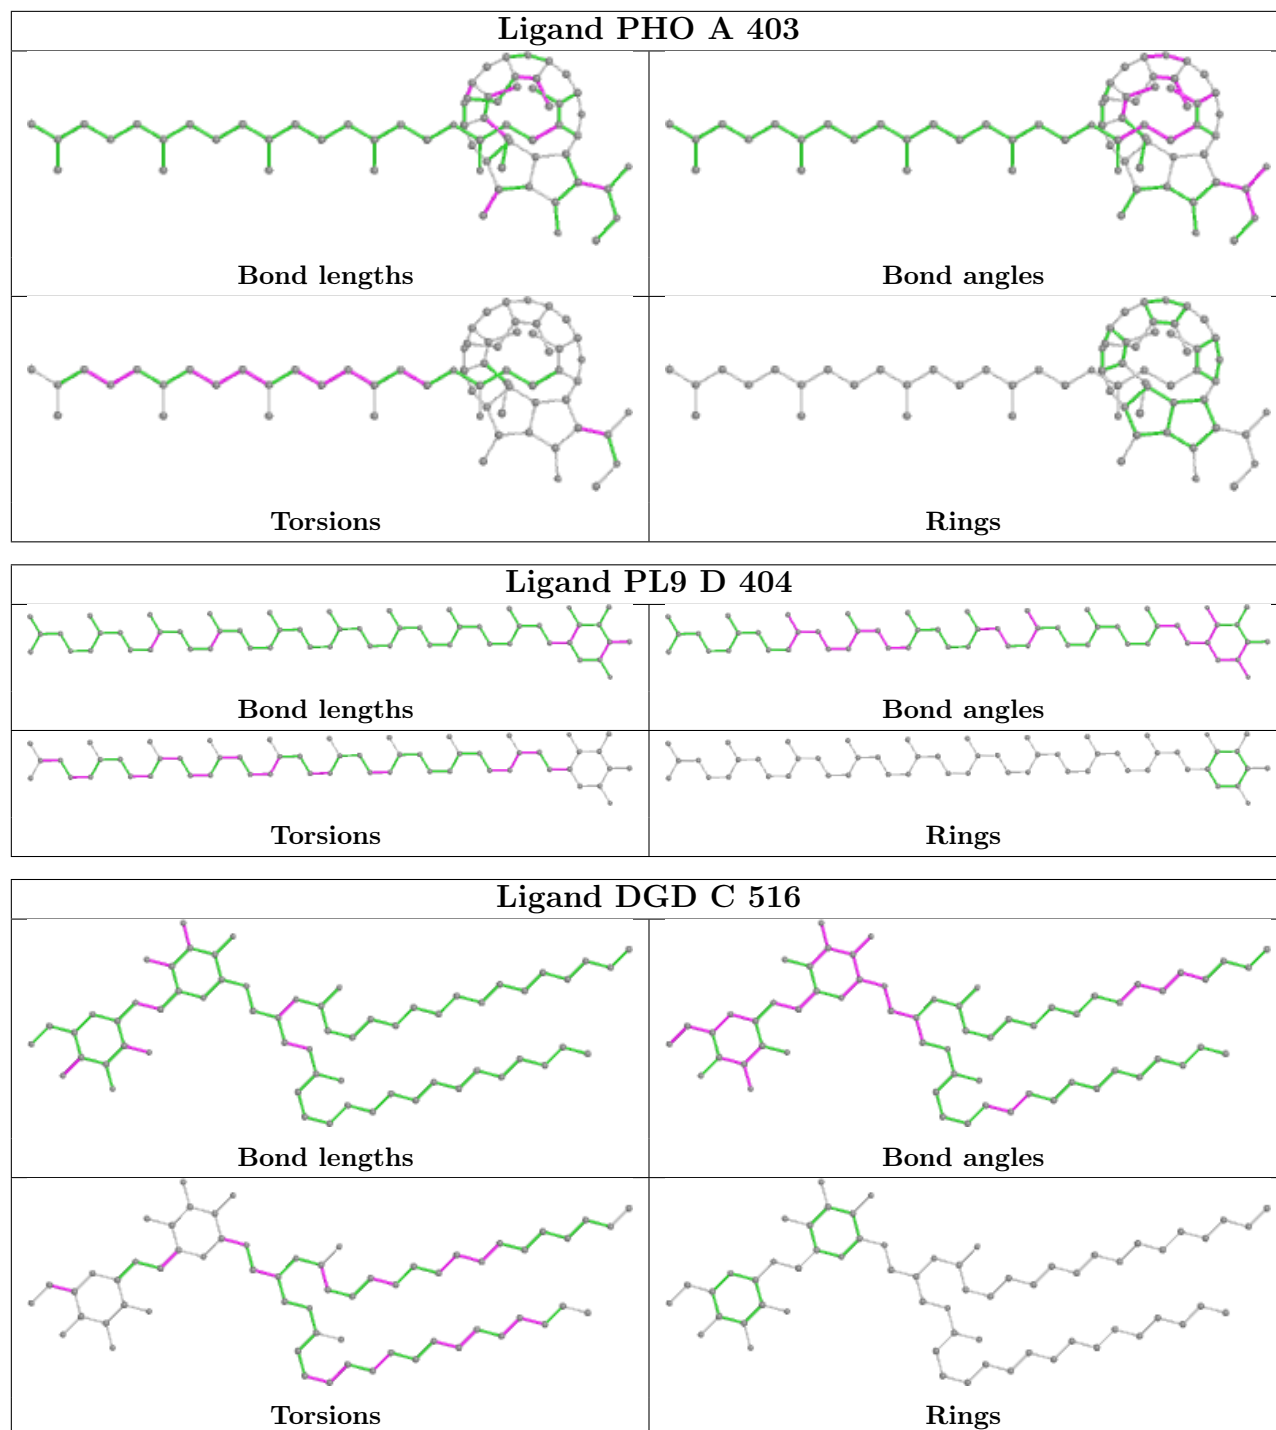 Ligand PHO A 403
Bond lengths
Bond angles
Torsions
Rings
Ligand PL9 D 404
Bond lengths
Bond angles
Torsions
Rings
Ligand DGD C 516
Bond lengths
Bond angles
Torsions
Rings